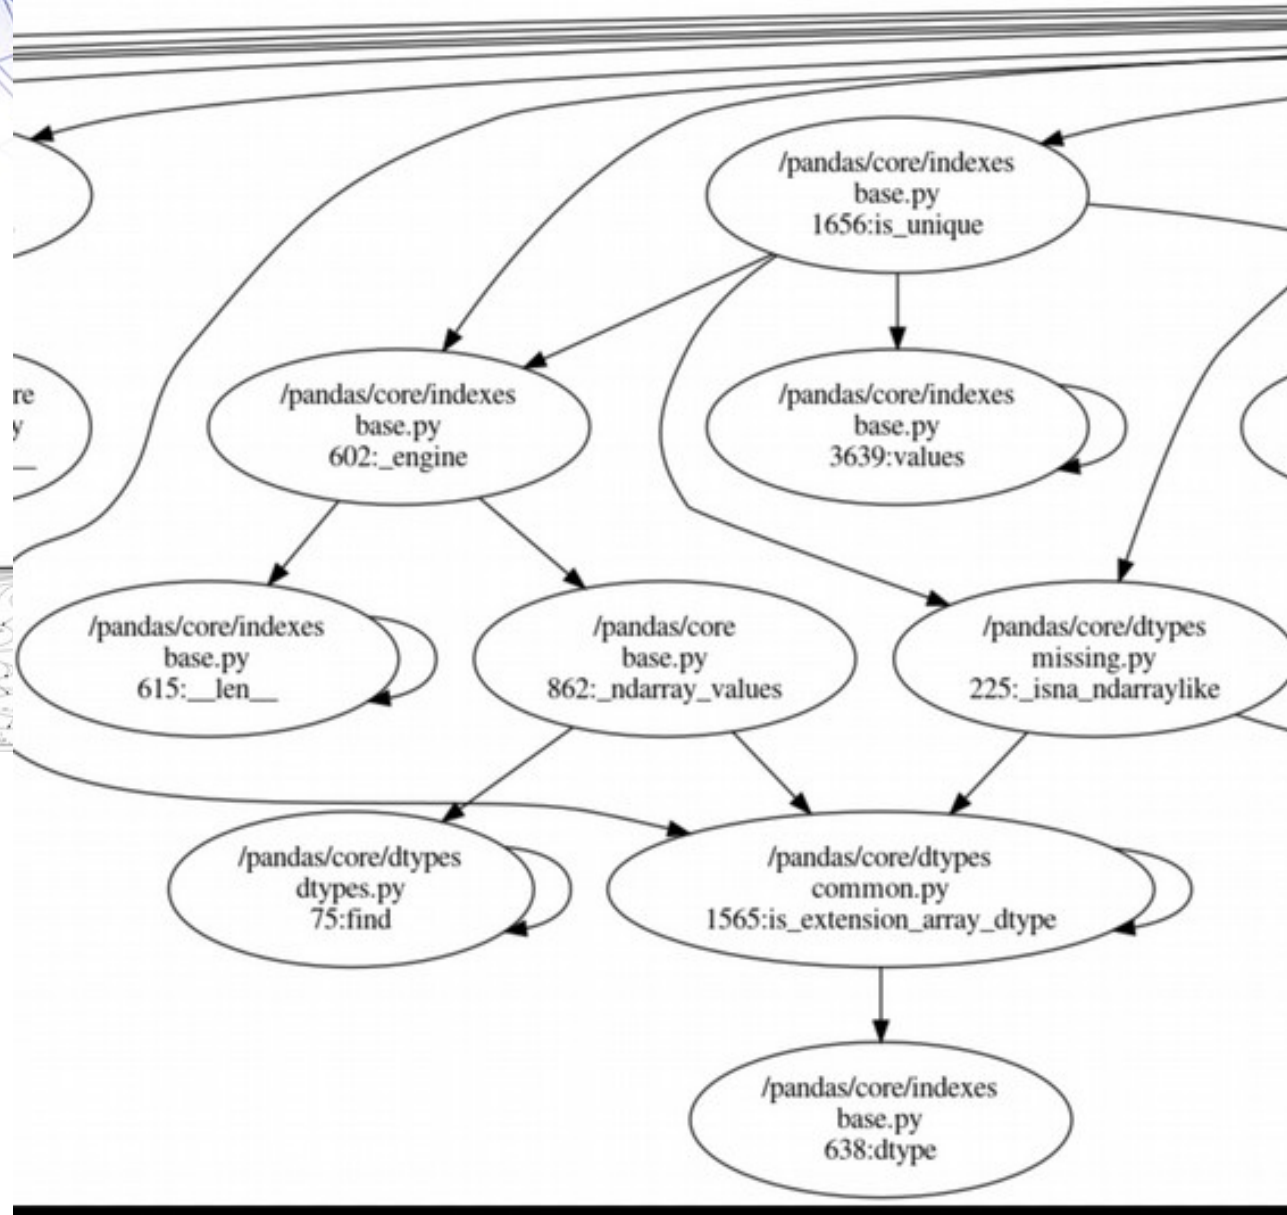 /pandas/core/indexes
base.py
1656:is_unique
re
y
/pandas/core/indexes
base.py
602:_engine
/pandas/core/indexes
base.py
3639:values
/pandas/core/indexes
base.py
615:__len__
/pandas/core
base.py
862:_ndarray_values
/pandas/core/dtypes
missing.py
225:_isna_ndarraylike
/pandas/core/dtypes
dtypes.py
75:find
/pandas/core/dtypes
common.py
1565:is_extension_array_dtype
/pandas/core/indexes
base.py
638:dtype